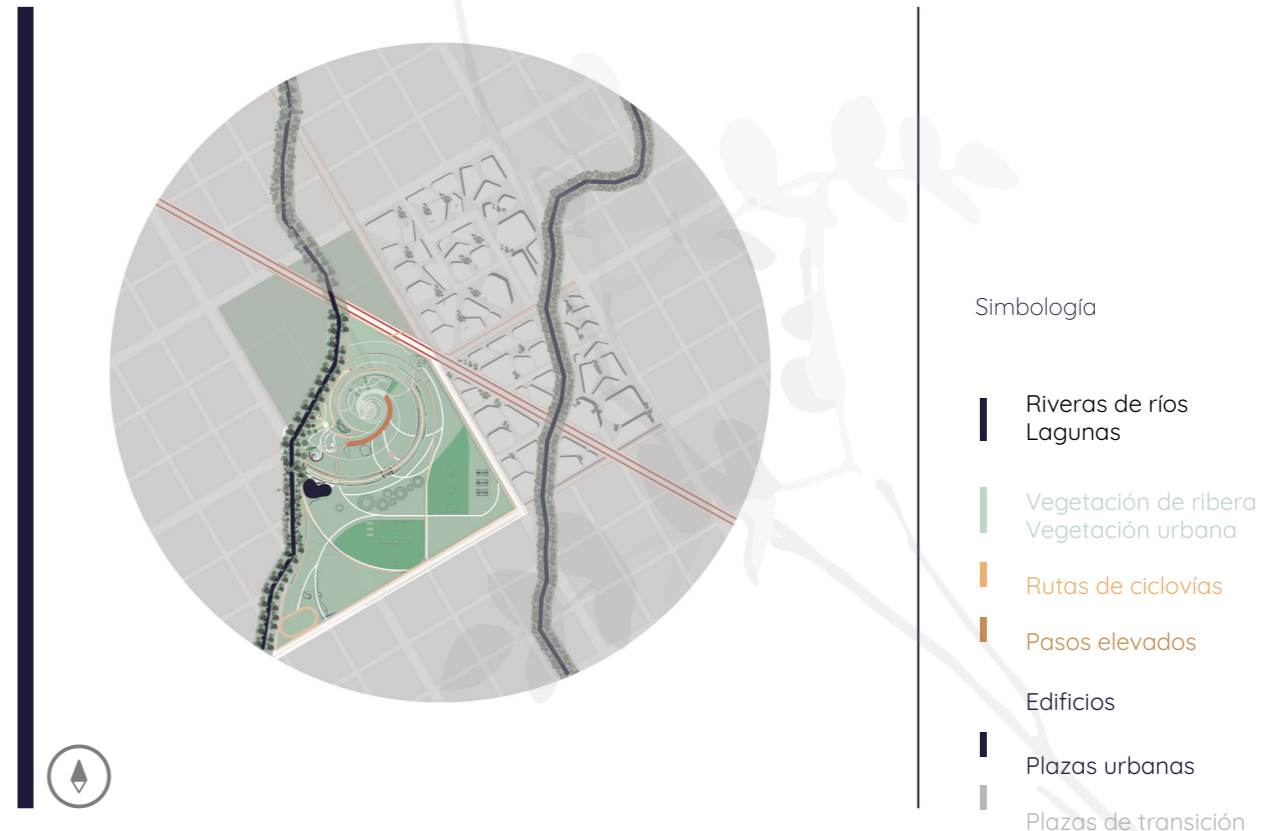 Simbología
Riveras de ríos
Lagunas
Vegetación de ribera
Vegetación urbana
Rutas de ciclovías
Pasos elevados
Edificios
Plazas urbanas
Plazas de transición